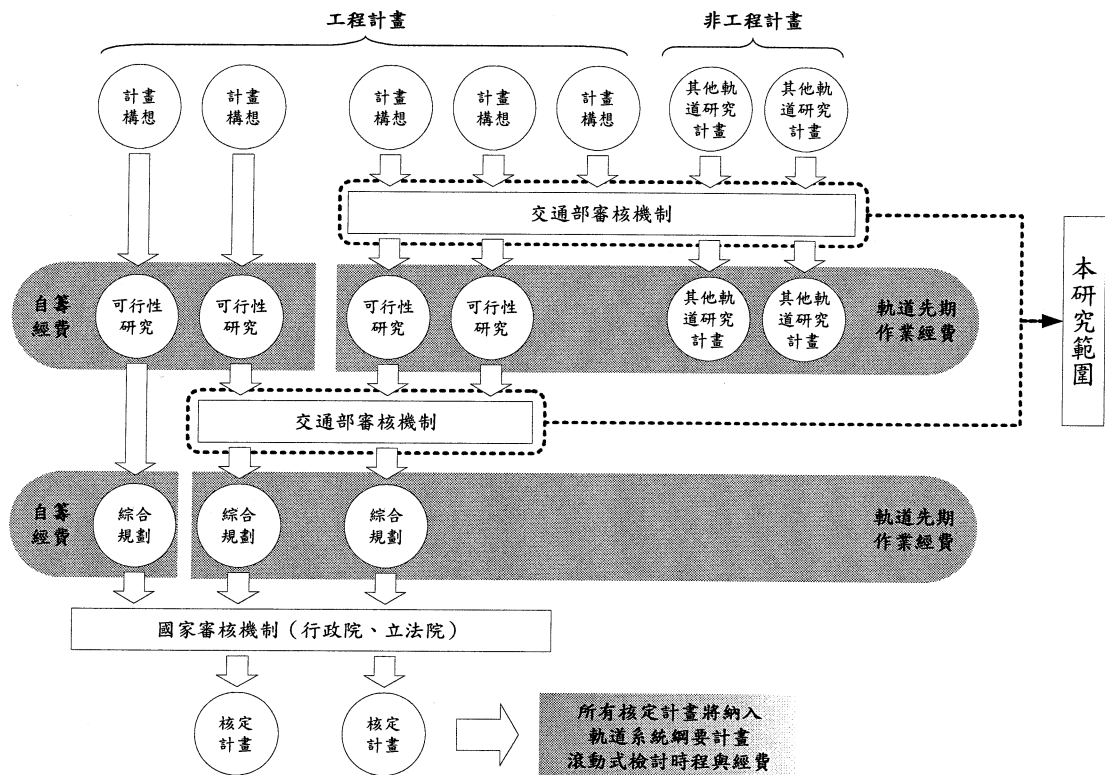 工程計畫
非工程計畫
計畫
構想
計畫
構想
計畫
構想
計畫
構想
計畫
構想
其他軌
道研究
計畫
其他軌
道研究
計畫
交通部審核機制
本研究範圍
自籌
經費
可行性
研究
可行性
研究
可行性
研究
可行性
研究
其他軌
道研究
計畫
其他軌
道研究
計畫
軌道先期
作業經費
交通部審核機制
自籌
經費
綜合
規劃
綜合
規劃
綜合
規劃
軌道先期
作業經費
國家審核機制（行政院、立法院）
核定
計畫
核定
計畫
所有核定計畫將納入
軌道系統綱要計畫
滾動式檢討時程與經費